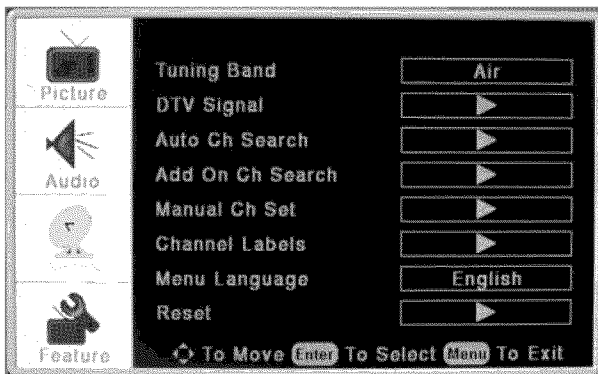 Picture
Audio
Feature
Tuning Band Air
DTV Signal
Auto Ch Search
Add On Ch Search
Manual Ch Set
Channel Labels
Menu Language English
Reset
To Move Enter To Select Menu To Exit